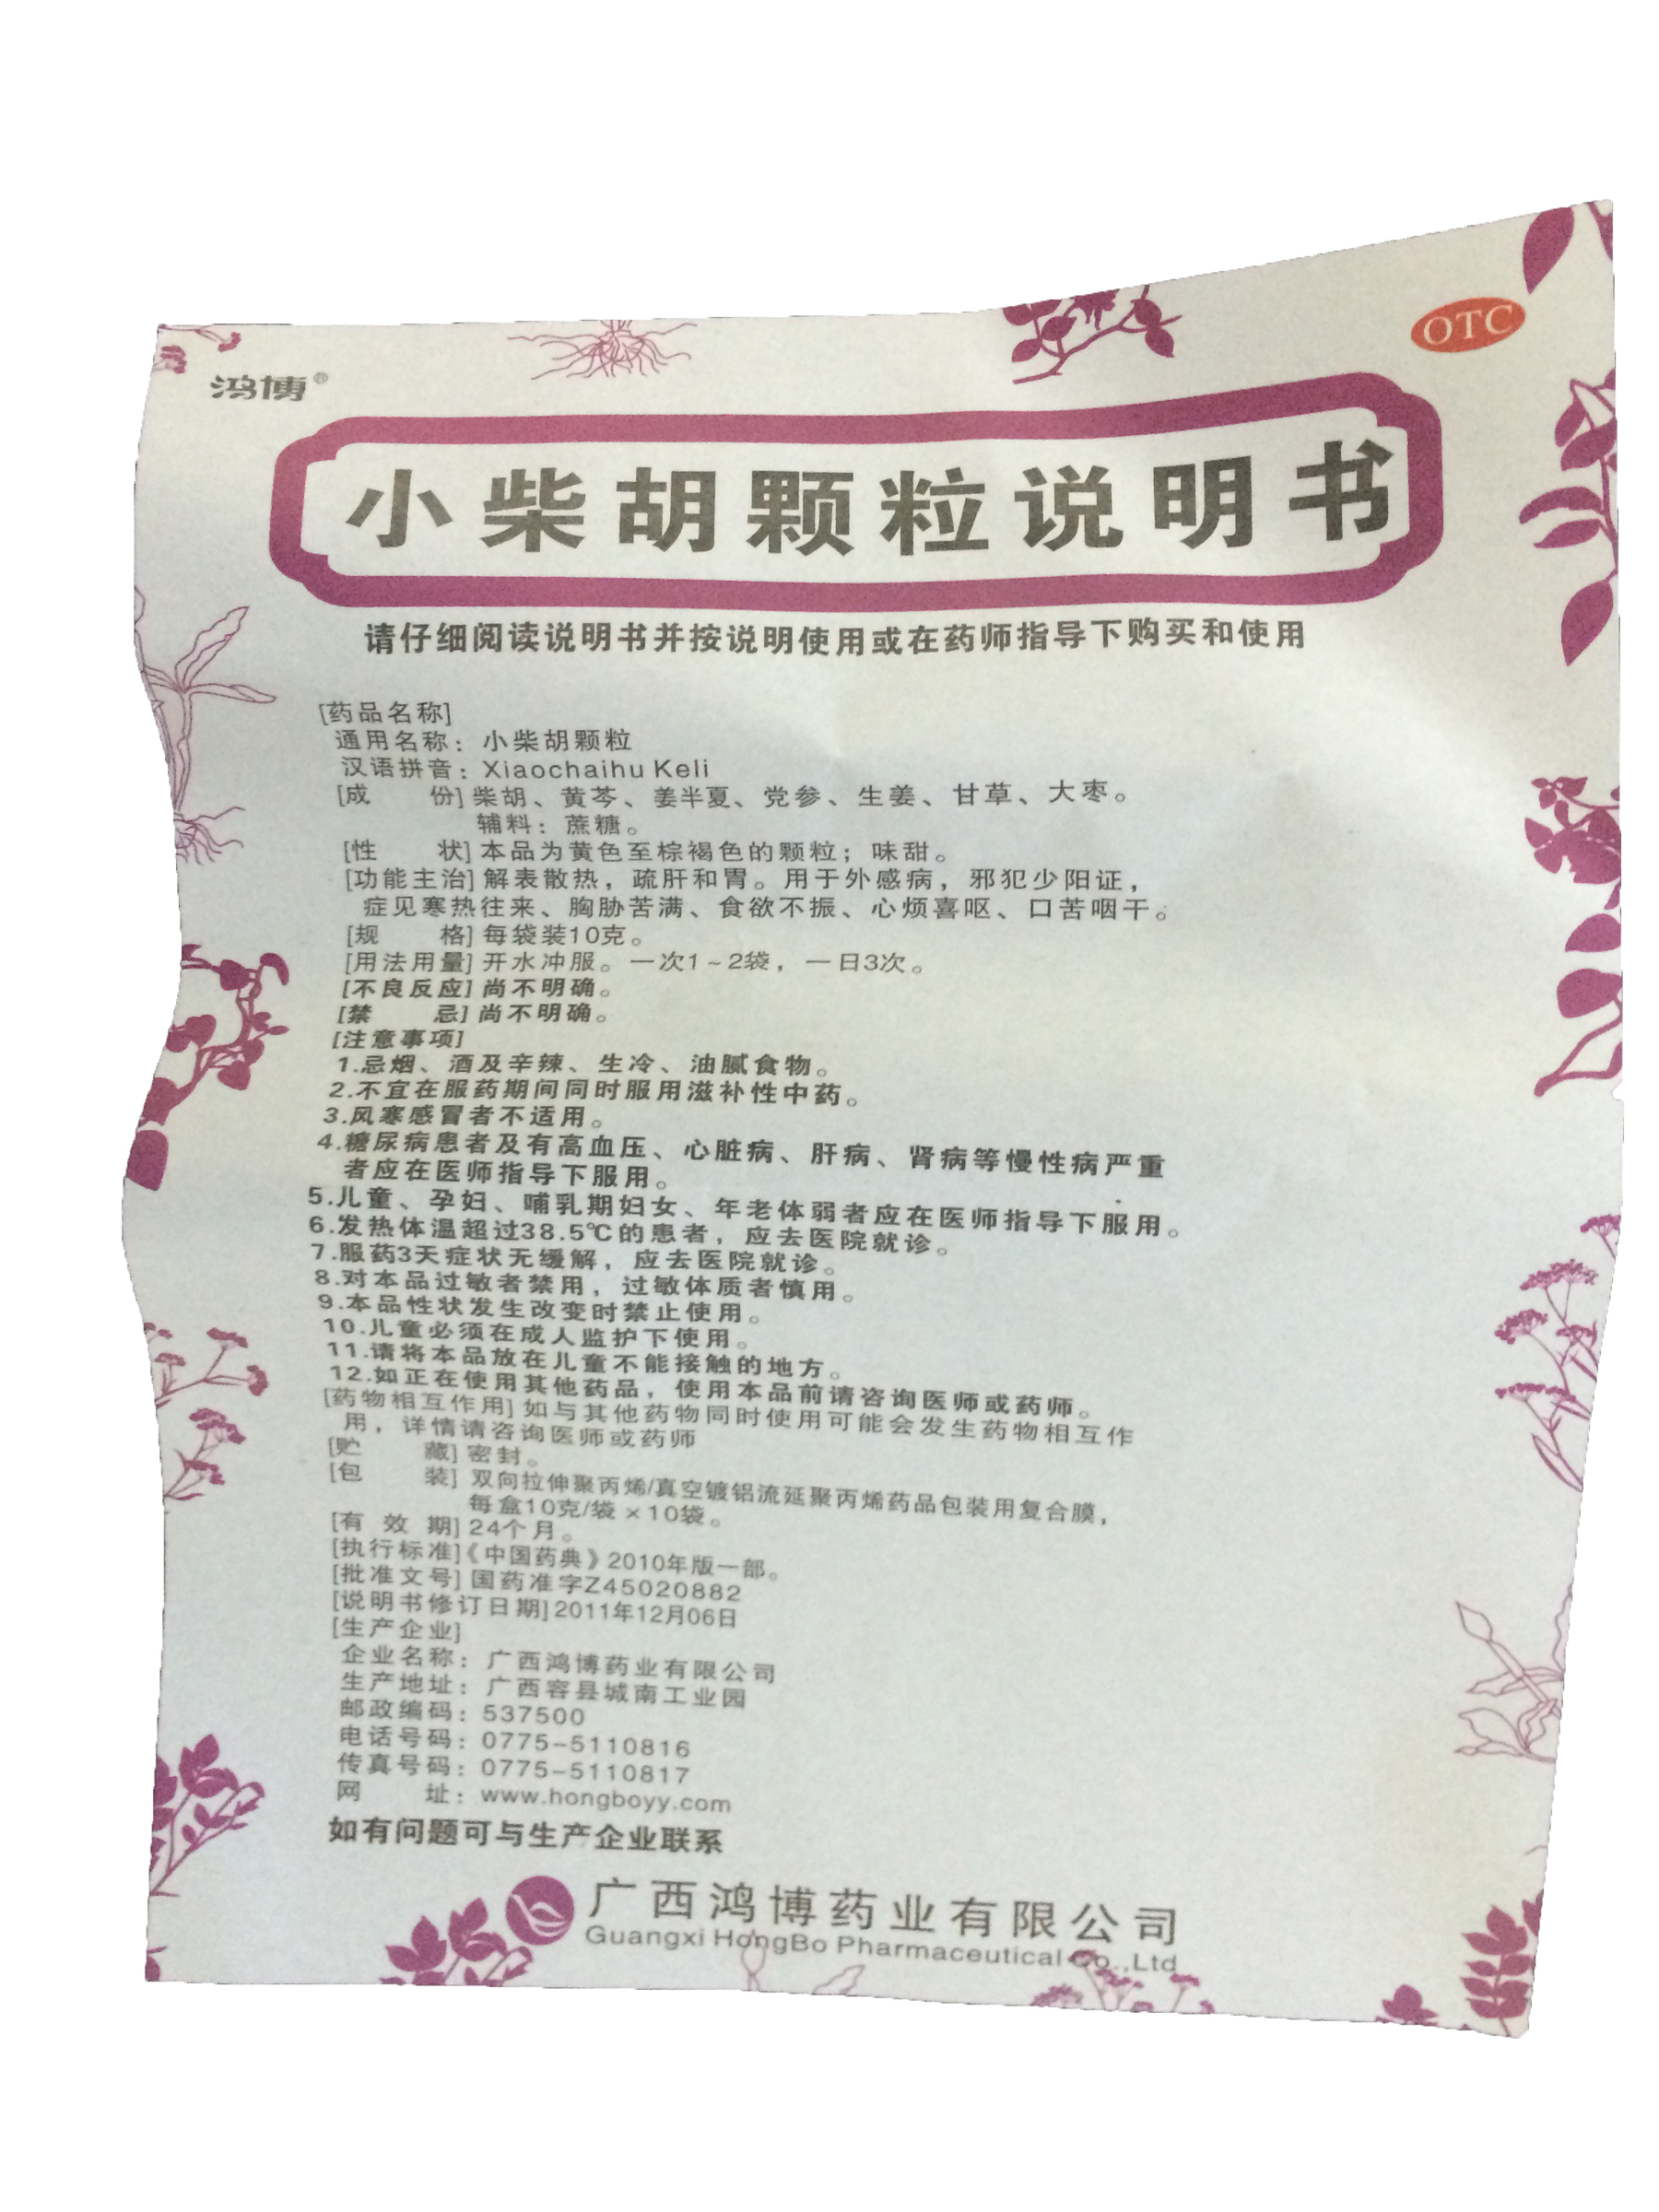 鸿博®
OTC
小柴胡颗粒说明书
请仔细阅读说明书并按说明使用或在药师指导下购买和使用
[药品名称]
通用名称：小柴胡颗粒
汉语拼音：Xiaochaihu Keli
[成 份] 柴胡、黄芩、姜半夏、党参、生姜、甘草、大枣。
辅料：蔗糖。
[性 状] 本品为黄色至棕褐色的颗粒；味甜。
[功能主治] 解表散热，疏肝和胃。用于外感病，邪犯少阳证，
症见寒热往来、胸胁苦满、食欲不振、心烦喜呕、口苦咽干。
[规 格] 每袋装10克。
[用法用量] 开水冲服。一次1~2袋，一日3次。
[不良反应] 尚不明确。
[禁 忌] 尚不明确。
[注意事项]
1.忌烟、酒及辛辣、生冷、油腻食物。
2.不宜在服药期间同时服用滋补性中药。
3.风寒感冒者不适用。
4.糖尿病患者及有高血压、心脏病、肝病、肾病等慢性病严重
者应在医师指导下服用。
5.儿童、孕妇、哺乳期妇女、年老体弱者应在医师指导下服用。
6.发热体温超过38.5℃的患者，应去医院就诊。
7.服药3天症状无缓解，应去医院就诊。
8.对本品过敏者禁用，过敏体质者慎用。
9.本品性状发生改变时禁止使用。
10.儿童必须在成人监护下使用。
11.请将本品放在儿童不能接触的地方。
12.如正在使用其他药品，使用本品前请咨询医师或药师。
[药物相互作用] 如与其他药物同时使用可能会发生药物相互作
用，详情请咨询医师或药师
[贮 藏] 密封。
[包 装] 双向拉伸聚丙烯/真空镀铝流延聚丙烯药品包装用复合膜，
每盒10克/袋×10袋。
[有 效 期] 24个月。
[执行标准]《中国药典》2010年版一部。
[批准文号] 国药准字Z45020882
[说明书修订日期] 2011年12月06日
[生产企业]
企业名称：广西鸿博药业有限公司
生产地址：广西容县城南工业园
邮政编码：537500
电话号码：0775-5110816
传真号码：0775-5110817
网 址：www.hongboyy.com
如有问题可与生产企业联系
广西鸿博药业有限公司
Guangxi HongBo Pharmaceutical Co.,Ltd